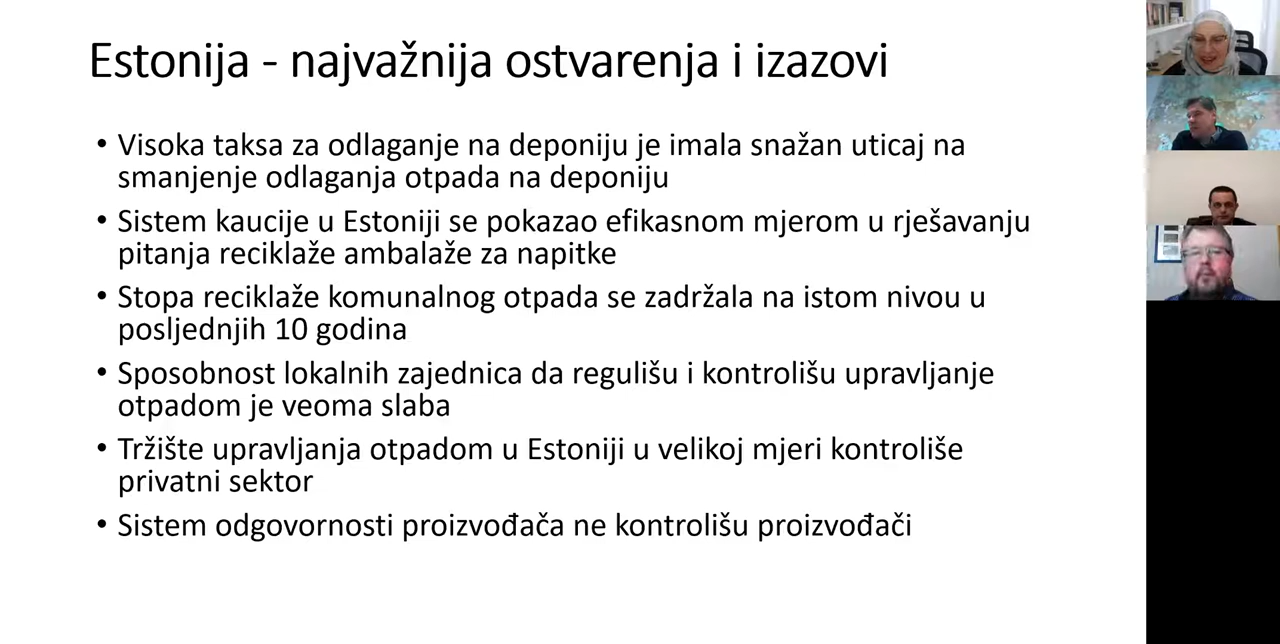 Estonija - najvažnija ostvarenja i izazovi
• Visoka taksa za odlaganje na deponiju je imala snažan uticaj na
smanjenje odlaganja otpada na deponiju
• Sistem kaucije u Estoniji se pokazao efikasnom mjerom u rješavanju
pitanja reciklaže ambalaže za napitke
• Stopa reciklaže komunalnog otpada se zadržala na istom nivou u
posljednjih 10 godina
• Sposobnost lokalnih zajednica da regulišu i kontrolišu upravljanje
otpadom je veoma slaba
• Tržište upravljanja otpadom u Estoniji u velikoj mjeri kontroliše
privatni sektor
• Sistem odgovornosti proizvođača ne kontrolišu proizvođači